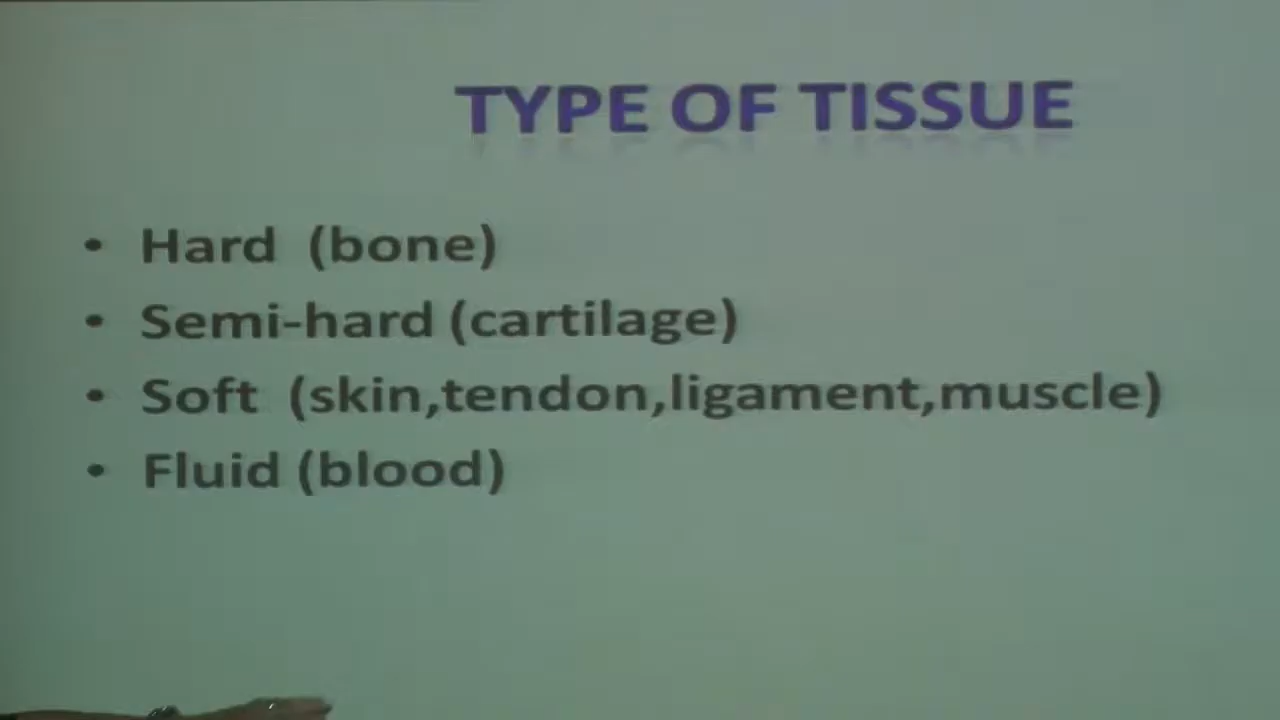 TYPE OF TISSUE
• Hard (bone)
• Semi-hard (cartilage)
• Soft (skin,tendon,ligament,muscle)
• Fluid (blood)